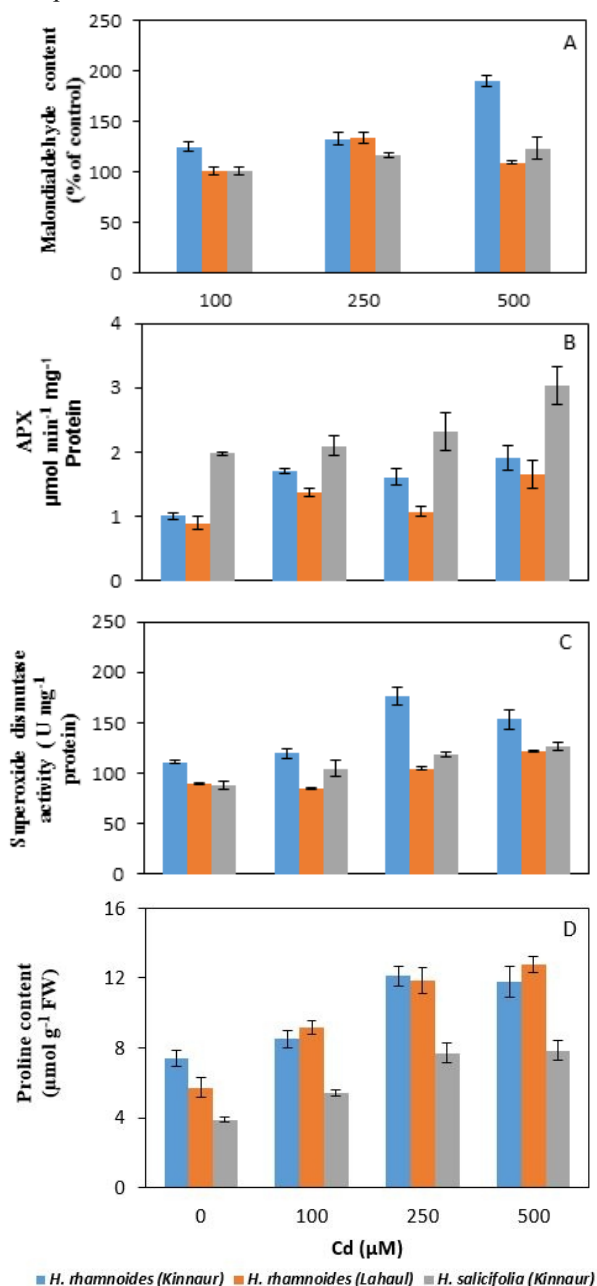 A
Malondialdehyde content
(% of control)
250
200
150
100
50
0
100 250 500
B
APX
µmol min-1 mg-1
Protein
4
3
2
1
0
C
Superoxide dismutase
activity ( U mg-1
protein)
250
200
150
100
50
0
D
Proline content
(µmol g-1 FW)
16
12
8
4
0
0 100 250 500
Cd (µM)
H. rhamnoides (Kinnaur) H. rhamnoides (Lahaul) H. salicifolia (Kinnaur)